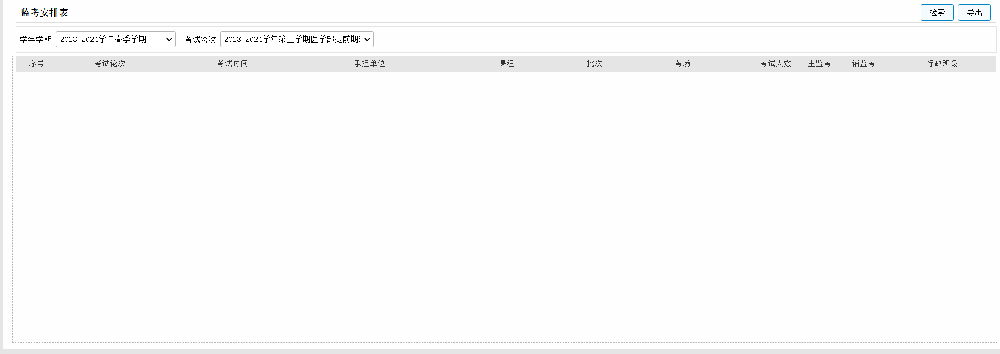 监考安排表 检索 导出
学年学期 2023-2024学年春季学期 考试轮次 2023-2024学年第三学期医学部提前期
序号 考试轮次 考试时间 承担单位 课程 批次 考场 考试人数 主监考 辅监考 行政班级